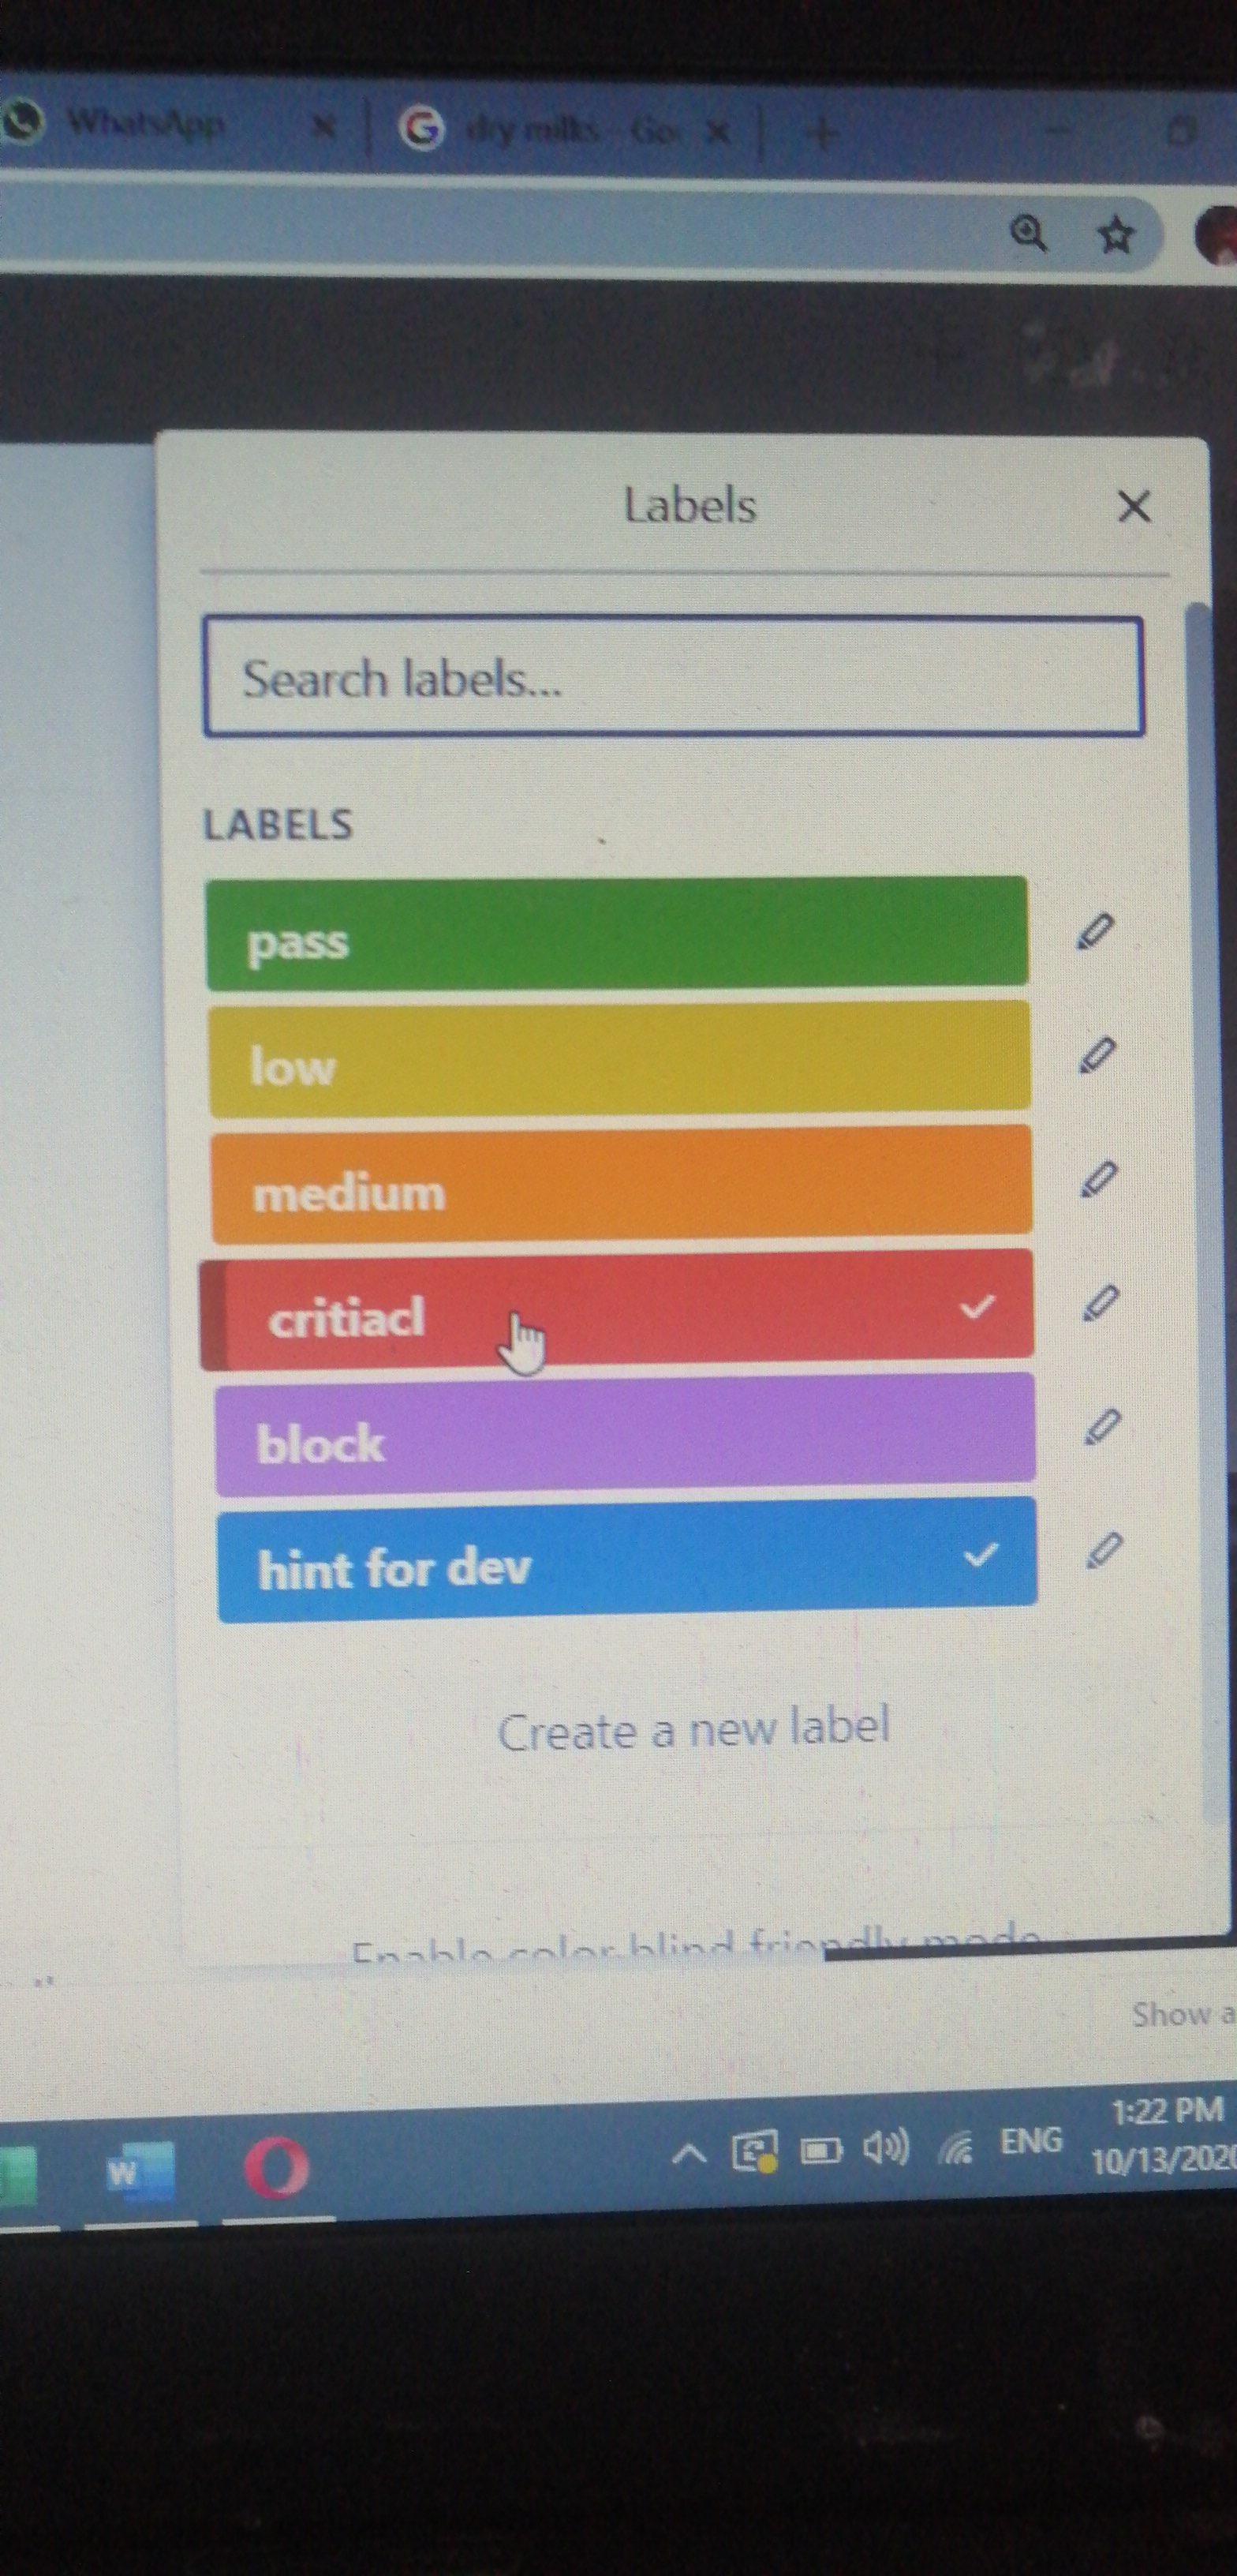 WhatsApp
dry milks - Goo
Labels
Search labels...
LABELS
pass
low
medium
critiacl
block
hint for dev
Create a new label
Enable color blind friendly mode
Show a
W
ENG
1:22 PM
10/13/2020